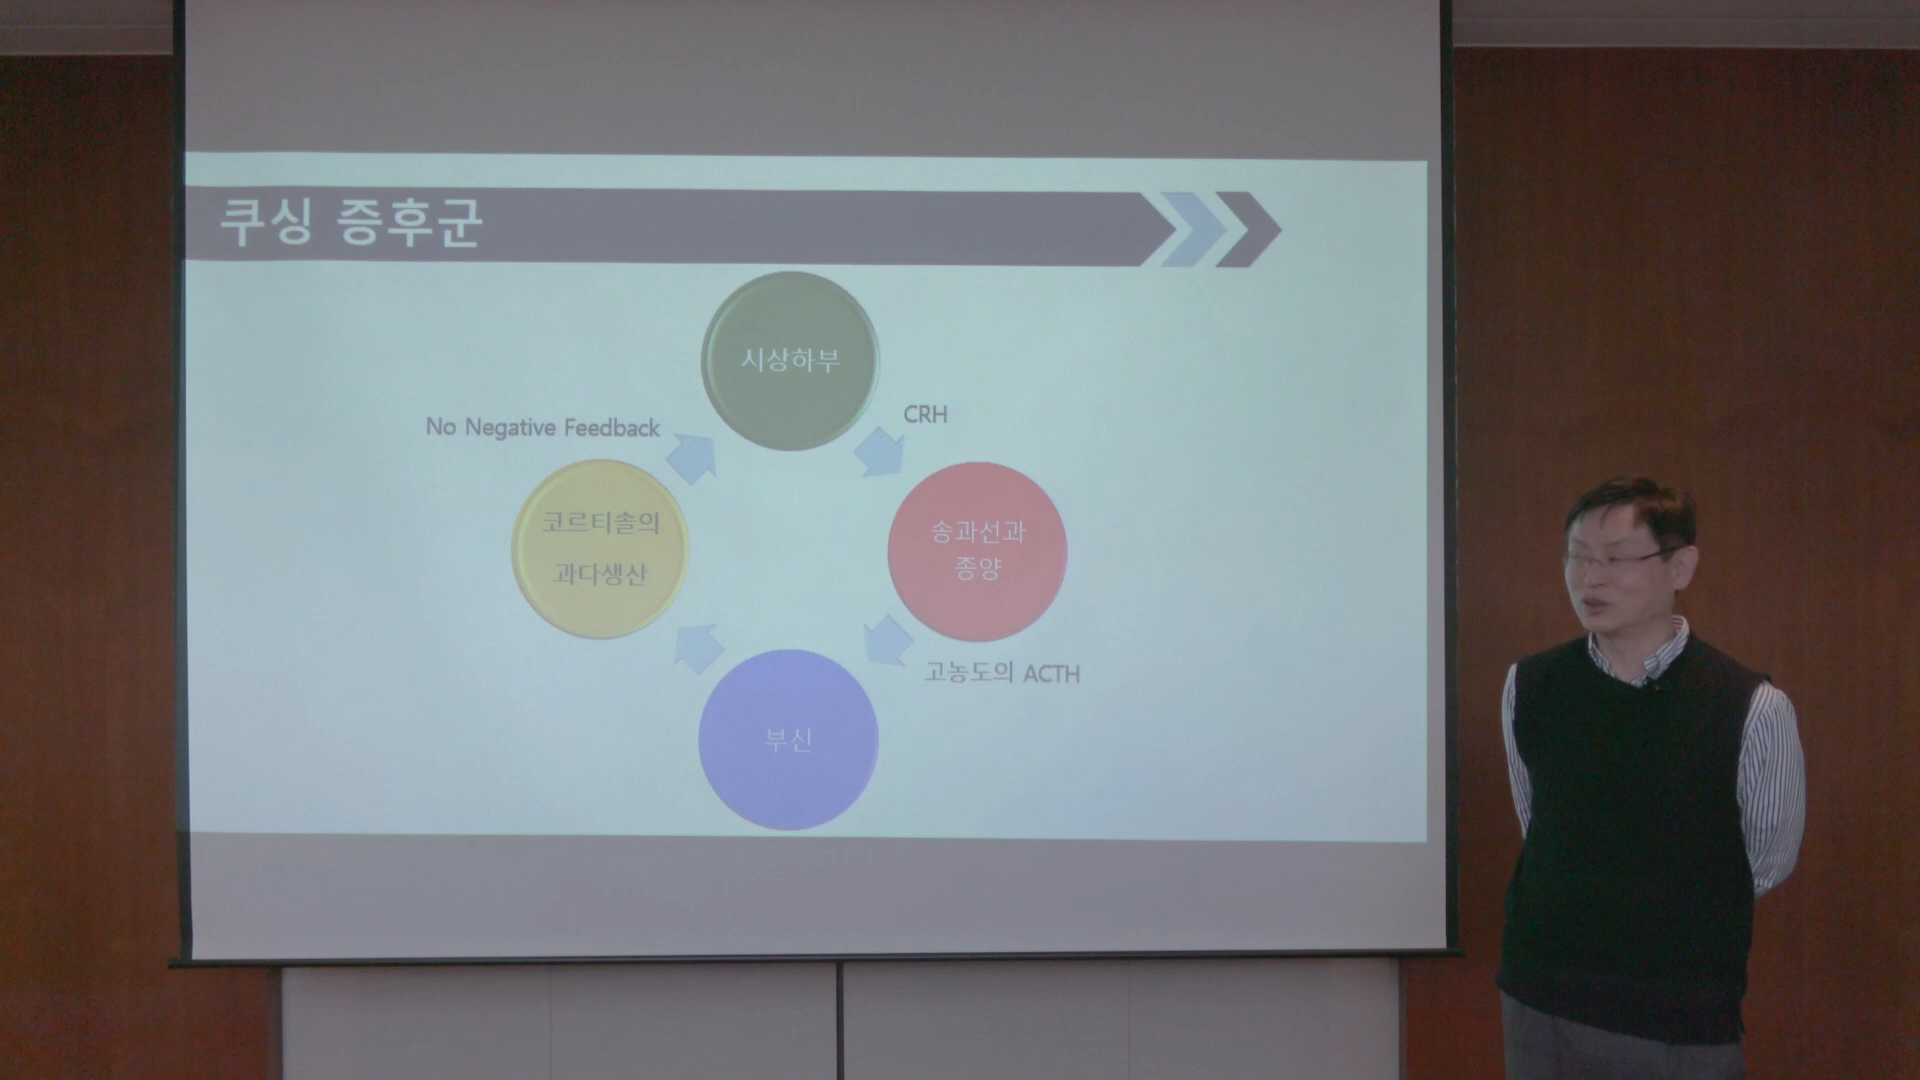 쿠싱 증후군
시상하부
CRH
No Negative Feedback
송과선과
종양
코르티솔의
과다생산
고농도의 ACTH
부신